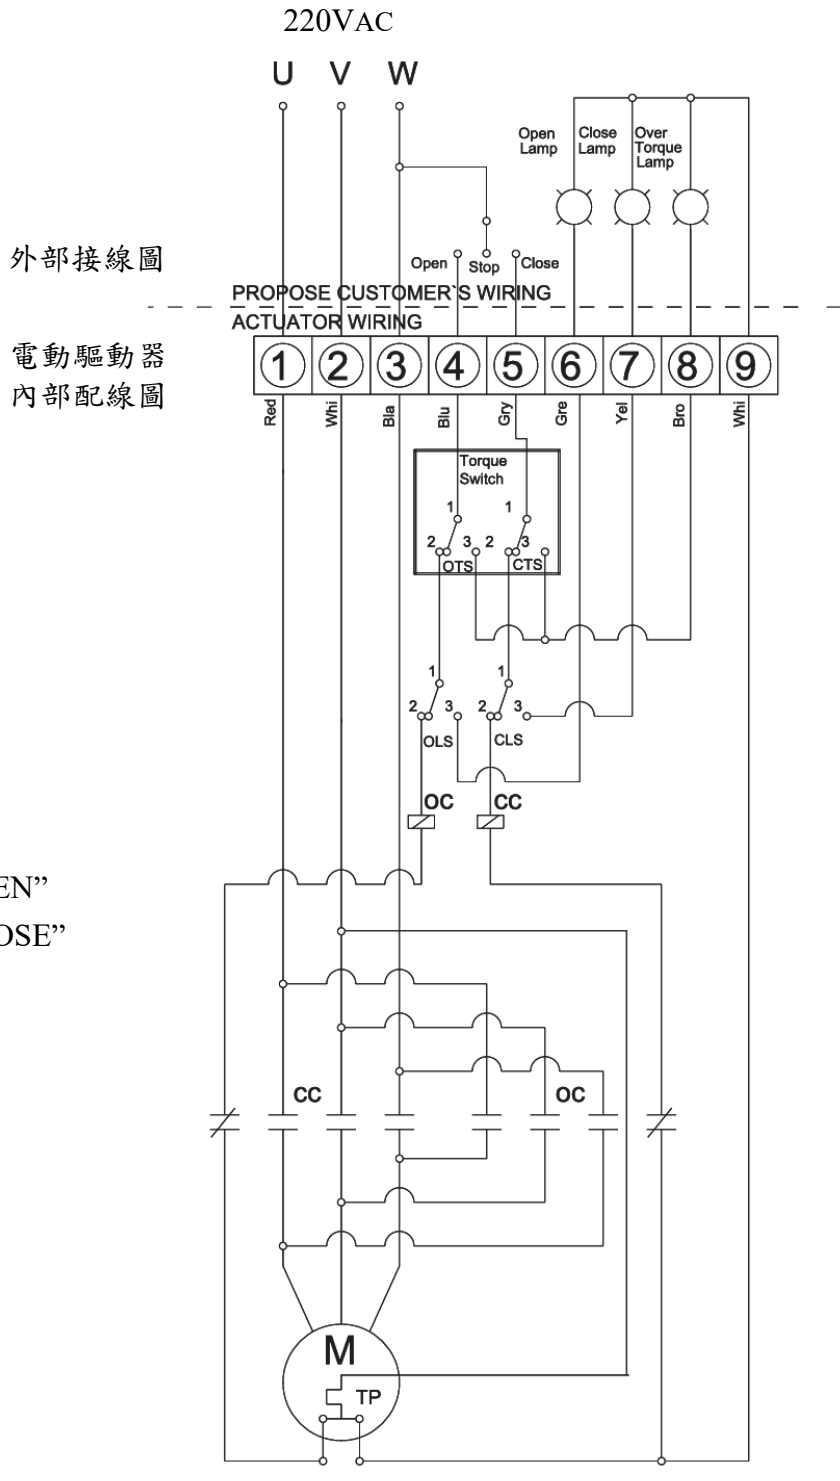 220VAC
U V W
Open Lamp
Close Lamp
Over Torque Lamp
外部接線圖
Open Stop Close
PROPOSE CUSTOMER`S WIRING
ACTUATOR WIRING
電動驅動器
內部配線圖
1 2 3 4 5 6 7 8 9
Red Whi Bla Blu Gry Gre Yel Bro Whi
Torque
Switch
1 1
2 3 2 3
OTS CTS
1 1
2 3 2 3
OLS CLS
OC CC
EN”
OSE”
CC OC
M
TP